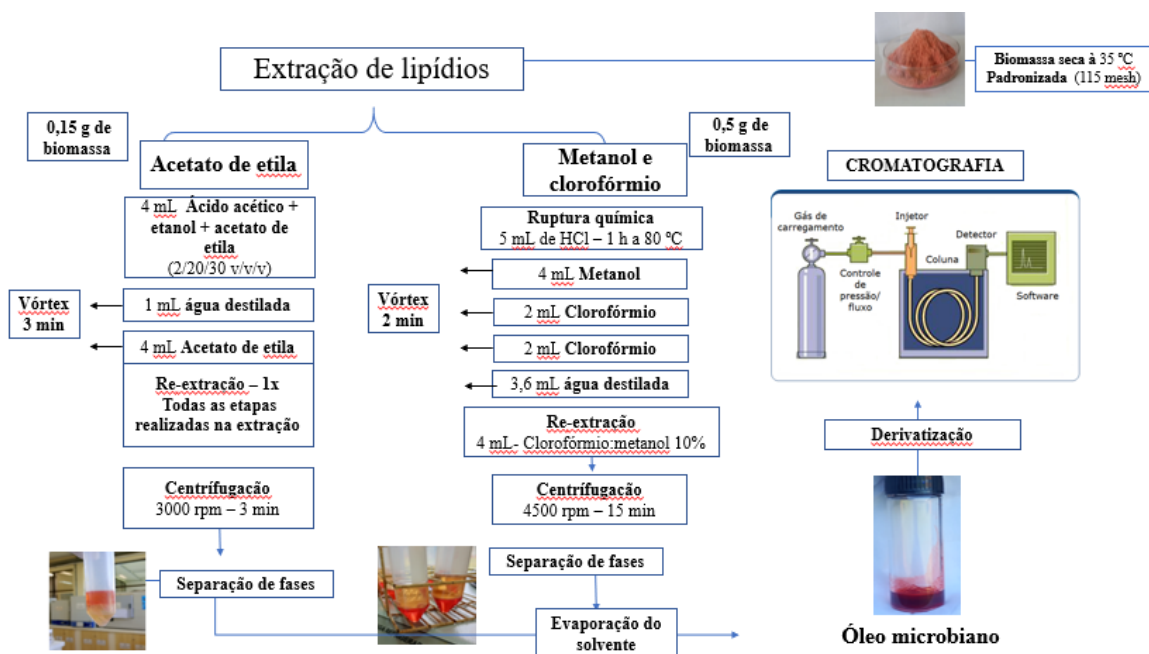 Extração de lipídios
Biomassa seca à 35 ºC
Padronizada (115 mesh)
0,15 g de
biomassa
Acetato de etila
4 mL Ácido acético +
etanol + acetato de
etila
(2/20/30 v/v/v)
Vórtex
3 min
1 mL água destilada
4 mL Acetato de etila
Re-extração – 1x
Todas as etapas
realizadas na extração
Centrífugação
3000 rpm – 3 min
Separação de fases
0,5 g de
biomassa
Metanol e
clorofórmio
Ruptura química
5 mL de HCl – 1 h a 80 ºC
Vórtex
2 min
4 mL Metanol
2 mL Clorofórmio
2 mL Clorofórmio
3,6 mL água destilada
Re-extração
4 mL- Clorofórmio:metanol 10%
Centrífugação
4500 rpm – 15 min
Separação de fases
Evaporação do
solvente
CROMATOGRAFIA
Gás de
carregamento
Injetor
Detector
Coluna
Controle
de
pressão/
fluxo
Software
Derivatização
Óleo microbiano